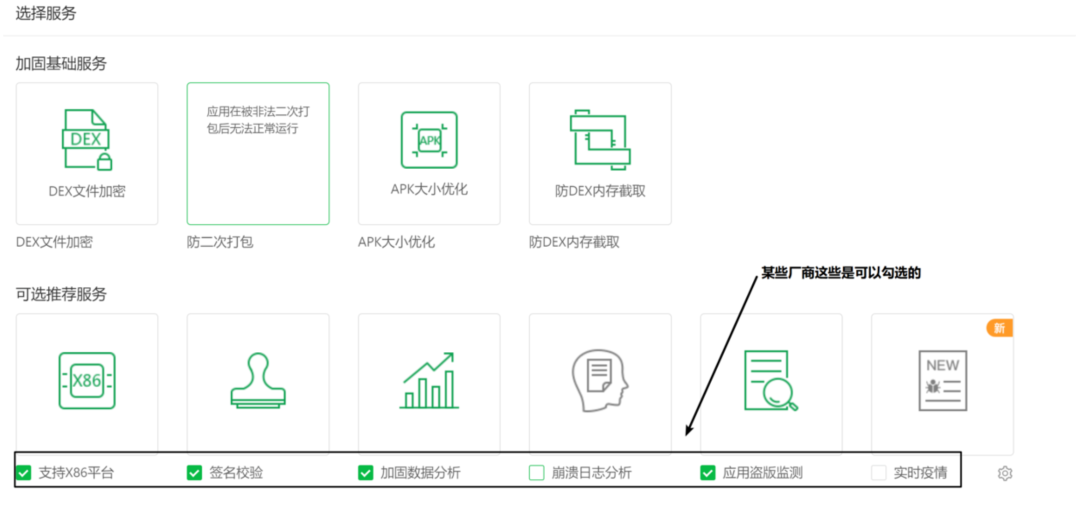 选择服务
加固基础服务
DEX
DEX文件加密
应用在被非法二次打
包后无法正常运行
APK
APK大小优化
防DEX内存截取
DEX文件加密
防二次打包
APK大小优化
防DEX内存截取
某些厂商这些是可以勾选的
可选推荐服务
X86
新
NEW
支持X86平台
签名校验
加固数据分析
崩溃日志分析
应用盗版监测
实时疫情